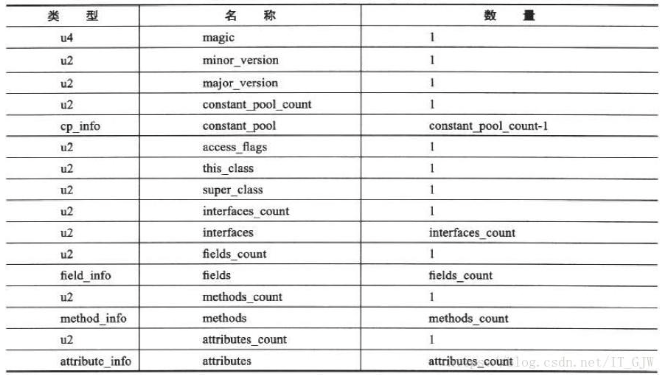 类 型 名 称 数 量
u4 magic 1
u2 minor_version 1
u2 major_version 1
u2 constant_pool_count 1
cp_info constant_pool constant_pool_count-1
u2 access_flags 1
u2 this_class 1
u2 super_class 1
u2 interfaces_count 1
u2 interfaces interfaces_count
u2 fields_count 1
field_info fields fields_count
u2 methods_count 1
method_info methods methods_count
u2 attributes_count 1
attribute_info attributes attributes_count
blog.csdn.net/IT_GJW